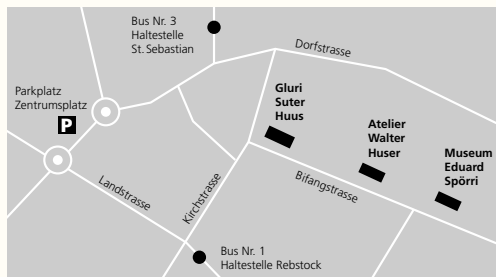 Bus Nr. 3
Haltestelle
St. Sebastian
Dorfstrasse
Parkplatz
Zentrumsplatz
P
Gluri
Suter
Huus
Atelier
Walter
Huser
Museum
Eduard
Spörri
Landstrasse
Kirchstrasse
Bifangstrasse
Bus Nr. 1
Haltestelle Rebstock